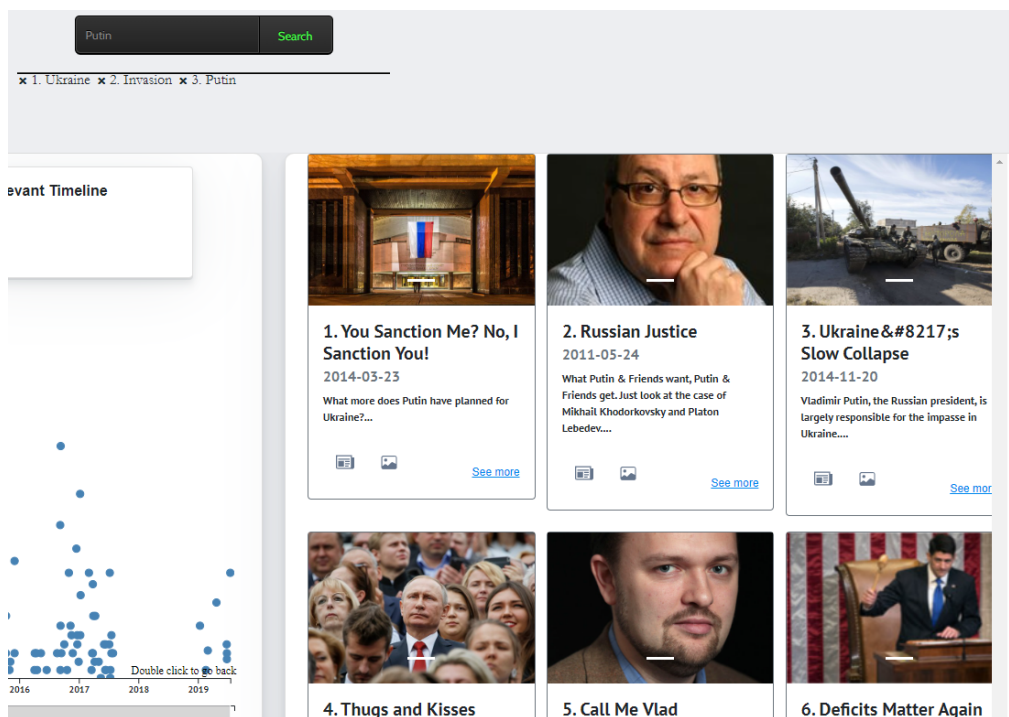 Putin
Search
× 1. Ukraine × 2. Invasion × 3. Putin
evant Timeline
Double click to go back
2016 2017 2018 2019
1. You Sanction Me? No, I
Sanction You!
2014-03-23
What more does Putin have planned for
Ukraine?...
See more
2. Russian Justice
2011-05-24
What Putin & Friends want, Putin &
Friends get. Just look at the case of
Mikhail Khodorkovsky and Platon
Lebedev....
See more
3. Ukraine&#8217;s
Slow Collapse
2014-11-20
Vladimir Putin, the Russian president, is
largely responsible for the impasse in
Ukraine....
See mor
4. Thugs and Kisses
5. Call Me Vlad
6. Deficits Matter Again